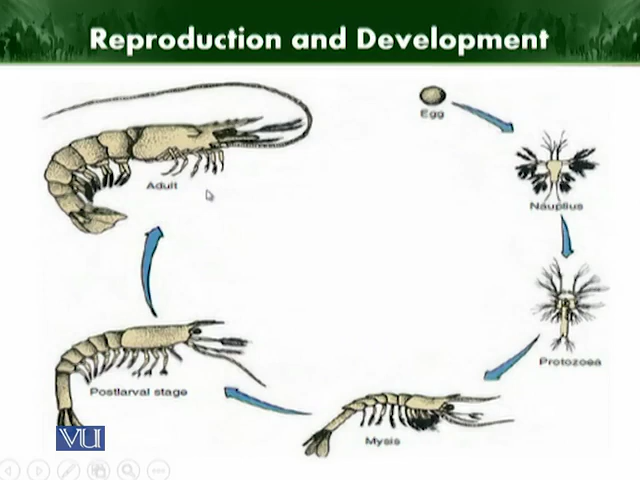 Reproduction and Development
Egg
Adult
Nauplius
Protozoea
Postlarval stage
Mysis
VU